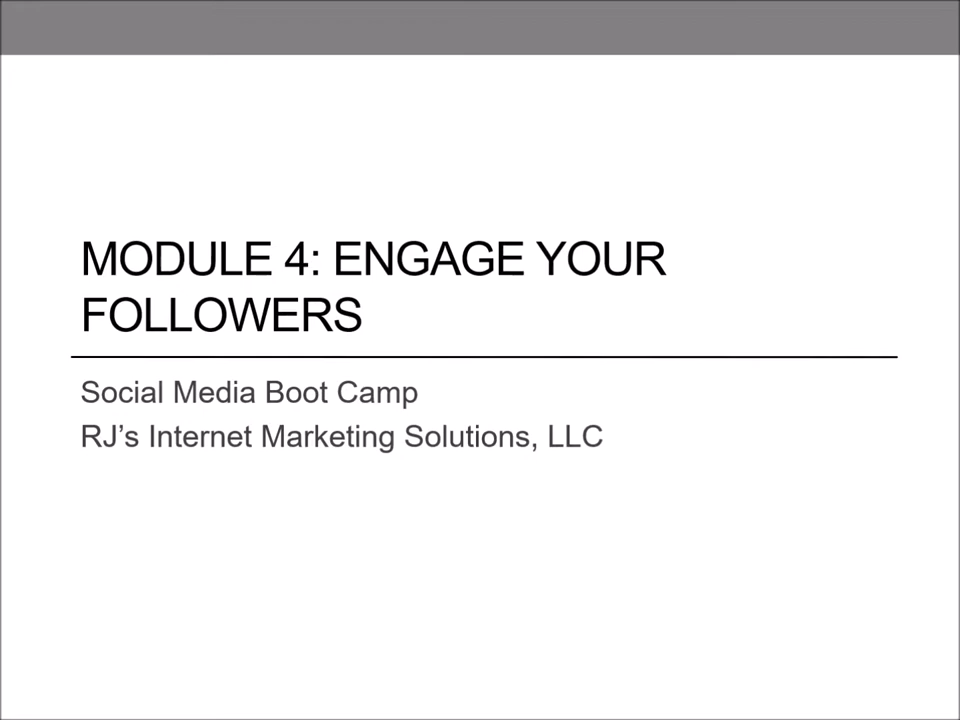 MODULE 4: ENGAGE YOUR
FOLLOWERS
Social Media Boot Camp
RJ’s Internet Marketing Solutions, LLC